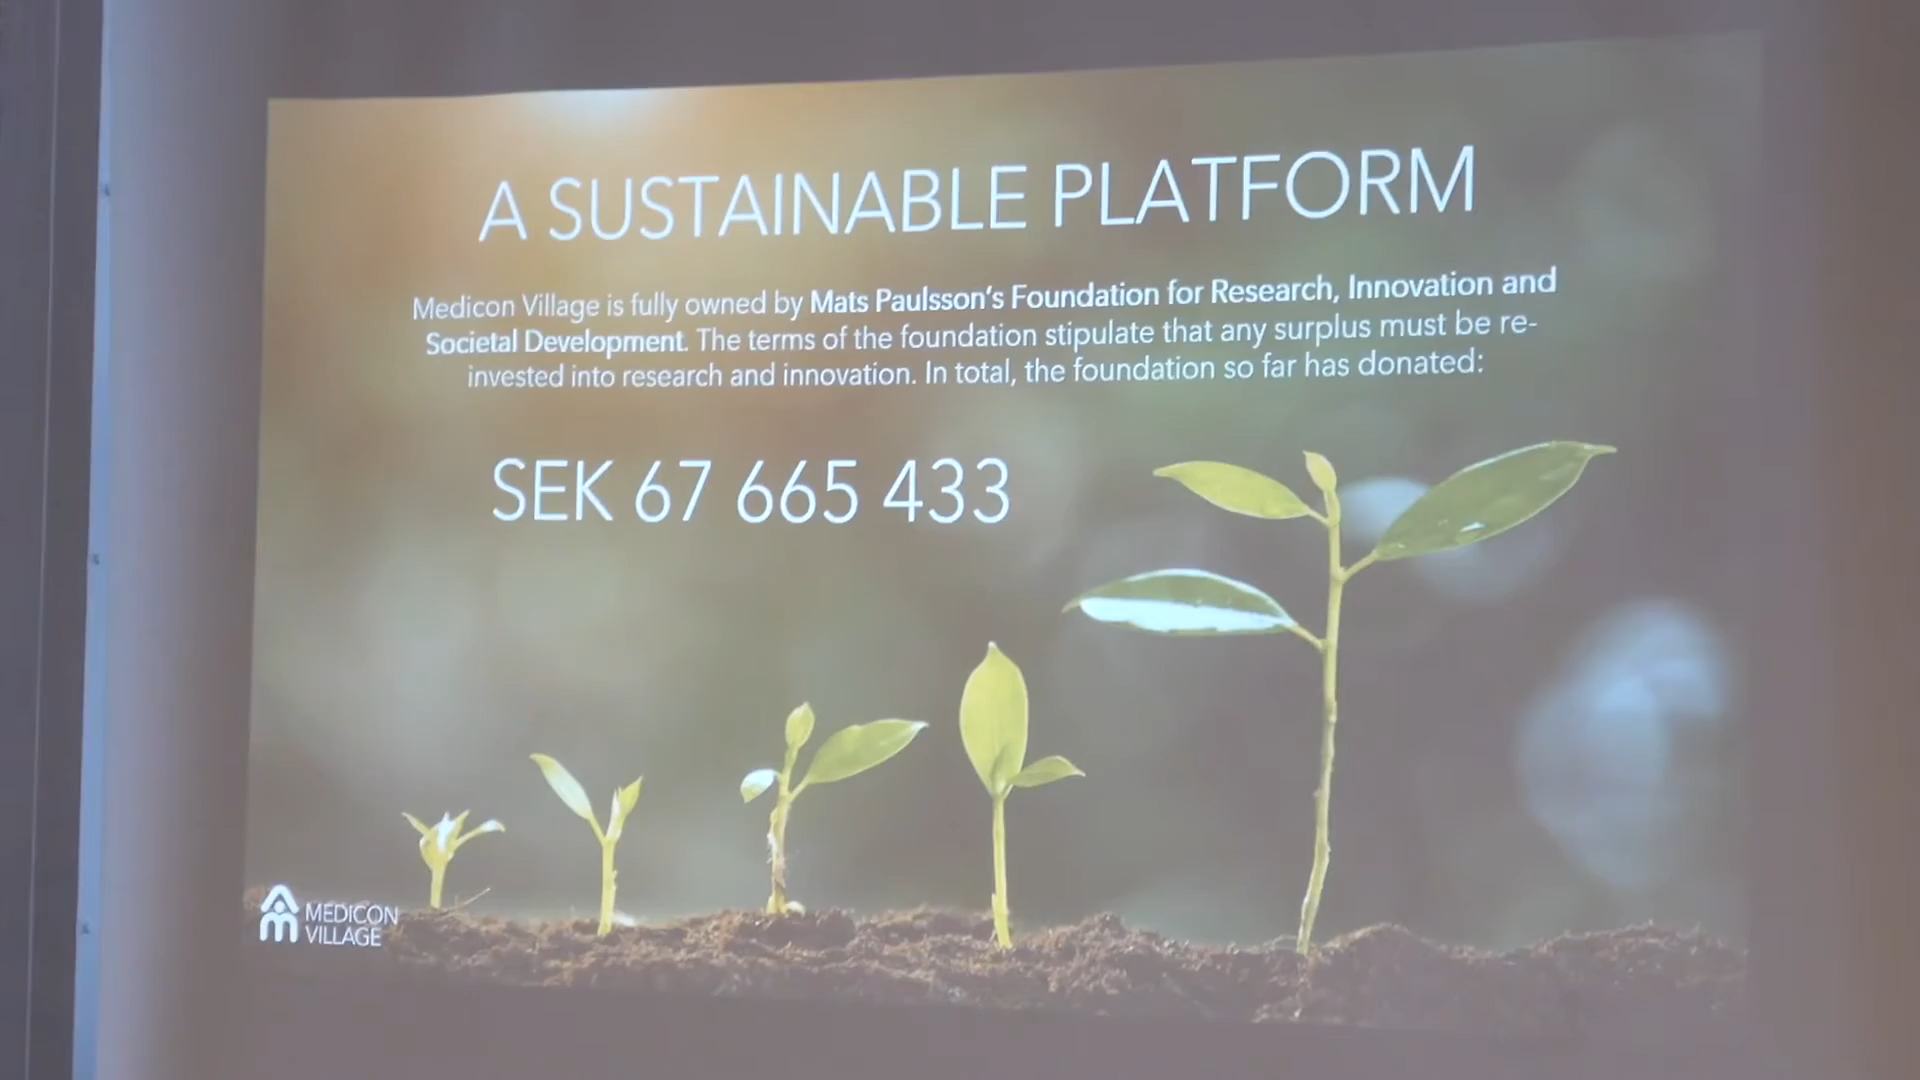 A SUSTAINABLE PLATFORM
Medicon Village is fully owned by Mats Paulsson's Foundation for Research, Innovation and
Societal Development. The terms of the foundation stipulate that any surplus must be re-
invested into research and innovation. In total, the foundation so far has donated:
SEK 67 665 433
MEDICON
VILLAGE